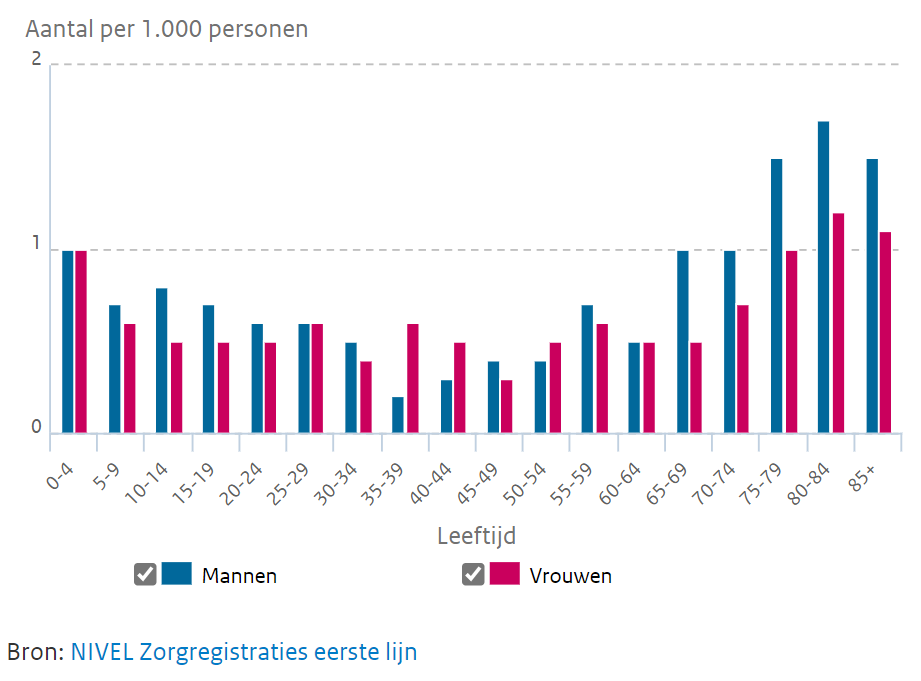 Aantal per 1.000 personen
2
1
0
0-4 5-9 10-14 15-19 20-24 25-29 30-34 35-39 40-44 45-49 50-54 55-59 60-64 65-69 70-74 75-79 80-84 85+
Leeftijd
Mannen Vrouwen
Bron: NIVEL Zorgregistraties eerste lijn